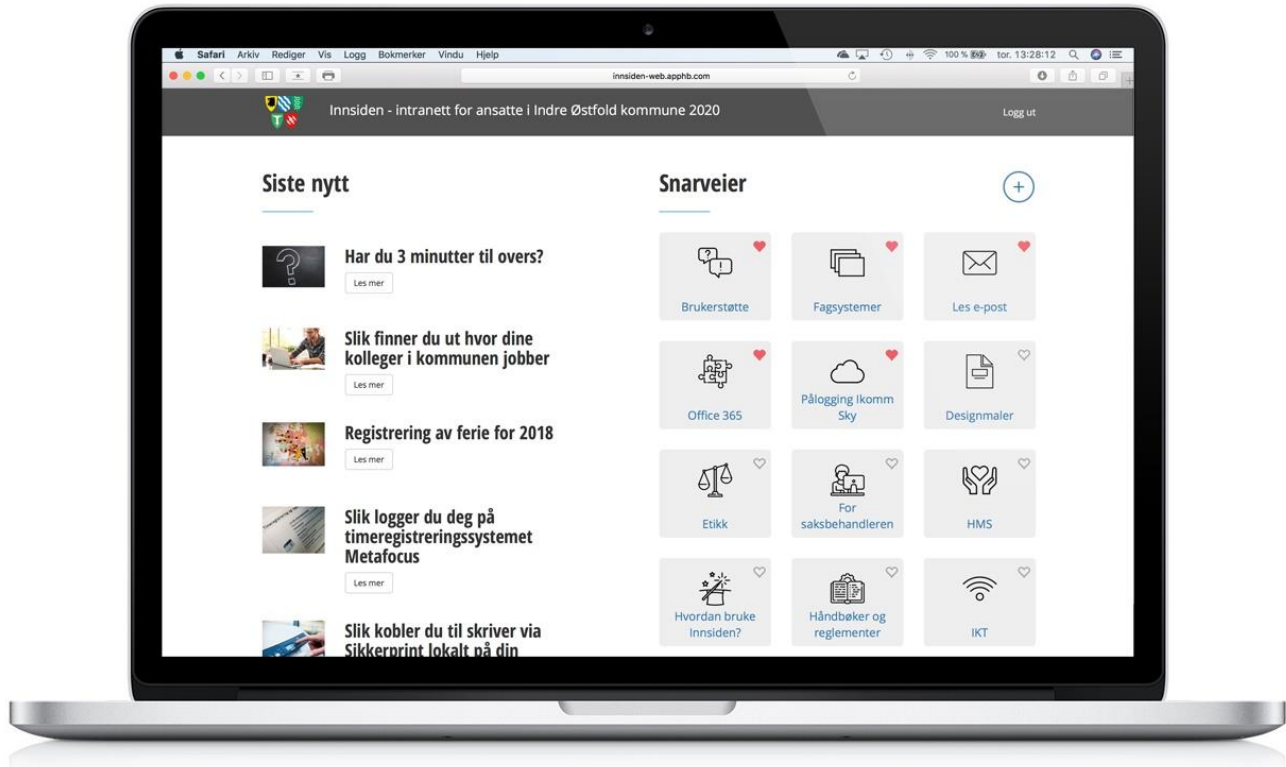 Safari Arkiv Rediger Vis Logg Bokmerker Vindu Hjelp
100 % tor. 13:28:12
innsiden-web.apphb.com
Innsiden - intranett for ansatte i Indre Østfold kommune 2020
Logg ut
Siste nytt
Har du 3 minutter til overs?
Les mer
Slik finner du ut hvor dine
kolleger i kommunen jobber
Les mer
Registrering av ferie for 2018
Les mer
Slik logger du deg på
timeregistreringssystemet
Metafocus
Les mer
Slik kobler du til skriver via
Sikkerprint lokalt på din
Snarveier
Brukerstøtte
Fagsystemer
Les e-post
Office 365
Pålogging Ikomm
Sky
Designmaler
Etikk
For
saksbehandleren
HMS
Hvordan bruke
Innsiden?
Håndbøker og
reglementer
IKT